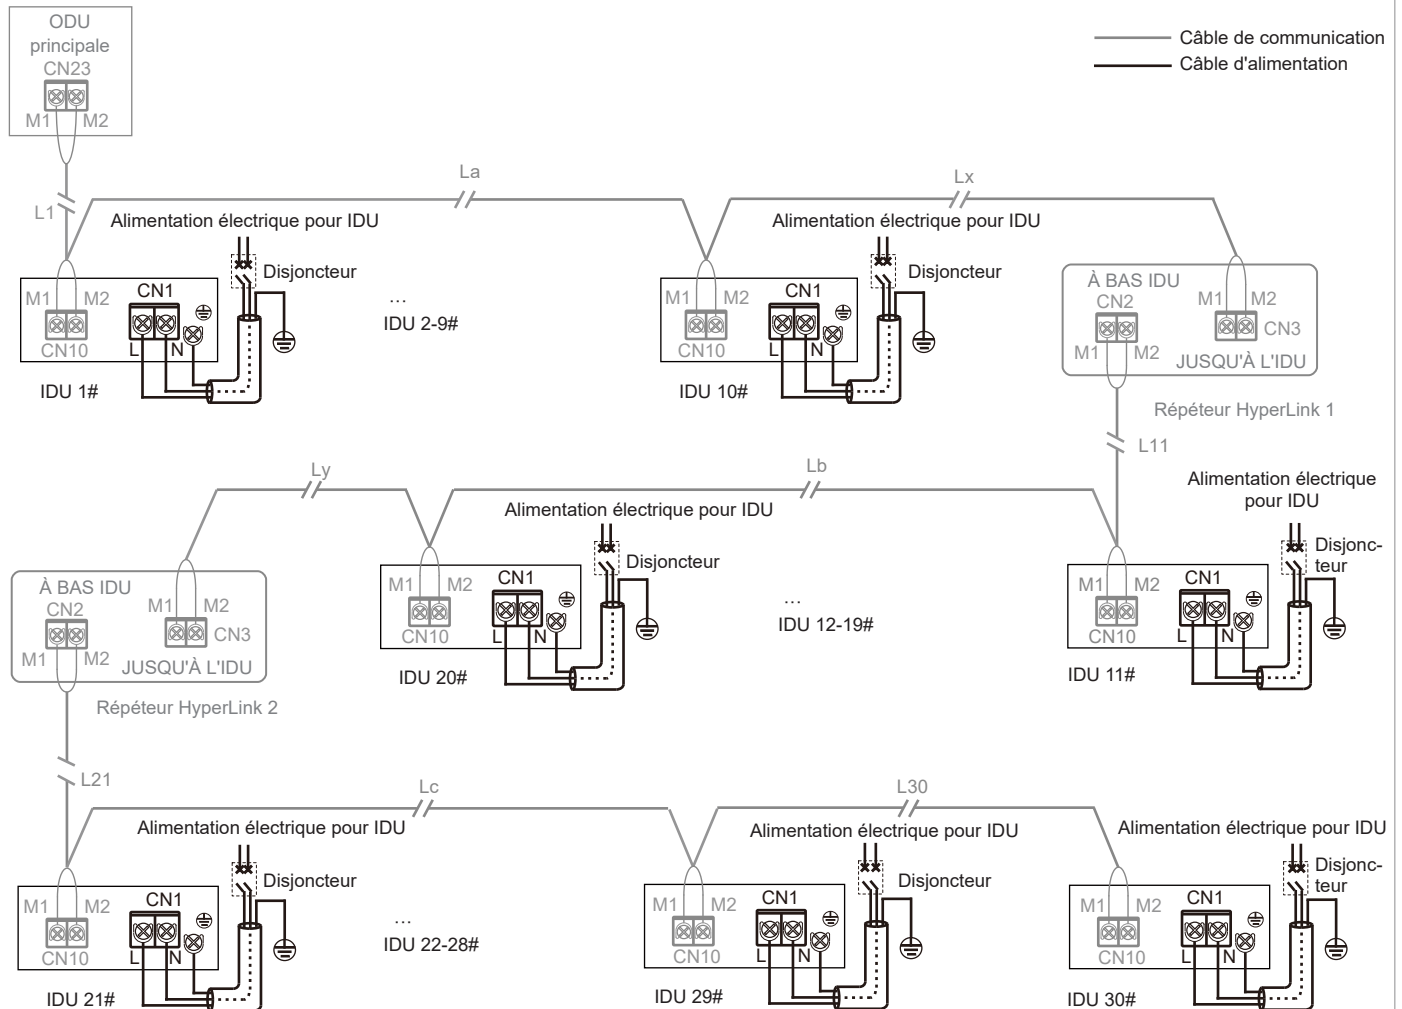 ODU
principale
CN23
M1 M2
Câble de communication
Câble d'alimentation
L1
La
Lx
Alimentation électrique pour IDU
Disjoncteur
M1 M2
CN1
CN10
L N
IDU 1#
...
IDU 2-9#
Alimentation électrique pour IDU
Disjoncteur
M1 M2
CN1
CN10
L N
IDU 10#
À BAS IDU
CN2
M1 M2
M1 M2
CN3
JUSQU'À L'IDU
Répéteur HyperLink 1
L11
Ly
Lb
Alimentation électrique
pour IDU
Disjonc-
teur
M1 M2
CN1
CN10
L N
IDU 11#
...
IDU 12-19#
Alimentation électrique pour IDU
Disjoncteur
M1 M2
CN1
CN10
L N
IDU 20#
À BAS IDU
CN2
M1 M2
M1 M2
CN3
JUSQU'À L'IDU
Répéteur HyperLink 2
L21
Lc
L30
Alimentation électrique pour IDU
Disjoncteur
M1 M2
CN1
CN10
L N
IDU 21#
...
IDU 22-28#
Alimentation électrique pour IDU
Disjoncteur
M1 M2
CN1
CN10
L N
IDU 29#
Alimentation électrique pour IDU
Disjonc-
teur
M1 M2
CN1
CN10
L N
IDU 30#